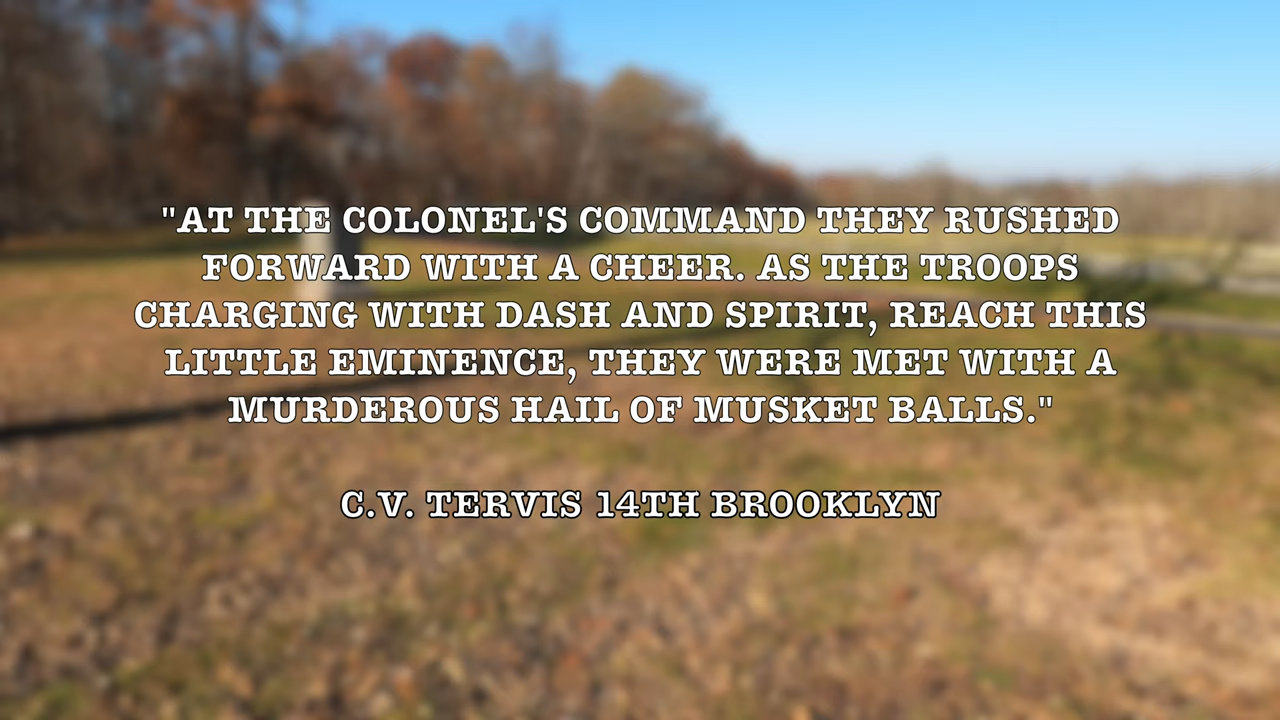 "AT THE COLONEL'S COMMAND THEY RUSHED
FORWARD WITH A CHEER. AS THE TROOPS
CHARGING WITH DASH AND SPIRIT, REACH THIS
LITTLE EMINENCE, THEY WERE MET WITH A
MURDEROUS HAIL OF MUSKET BALLS."
C.V. TERVIS 14TH BROOKLYN